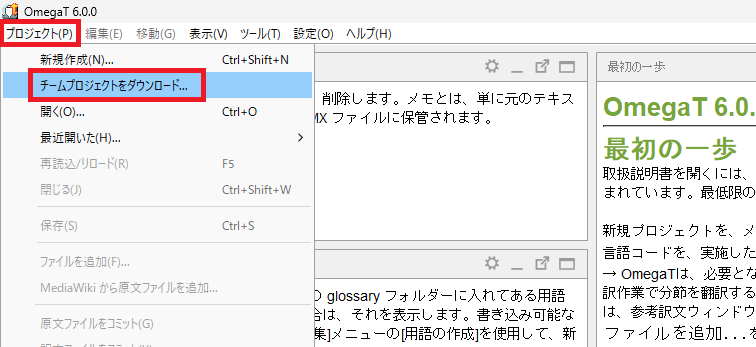 OmegaT 6.0.0
プロジェクト(P) 編集(E) 移動(G) 表示(V) ツール(T) 設定(O) ヘルプ(H)
新規作成(N)... Ctrl+Shift+N
チームプロジェクトをダウンロード...
開く(O)... Ctrl+O
最近開いた(H)...
再読込/リロード(R) F5
閉じる(J) Ctrl+Shift+W
保存(S) Ctrl+S
ファイルを追加(F)...
MediaWiki から原文ファイルを追加...
原文ファイルをコミット(G)
削除します。メモとは、単に元のテキス
MX ファイルに保管されます。
glossary フォルダーに入れてある用語
合は、それを表示します。書き込み可能な
集]メニューの[用語の作成]を使用して、新
最初の一歩
OmegaT 6.0.
最初の一歩
取扱説明書を開くには、
まれています。最低限の
新規プロジェクトを、メ
言語コードを、実施した
→ OmegaTは、必要とな
訳作業で分節を翻訳する
は、参考訳文ウィンドウ
ファイルを追加...を